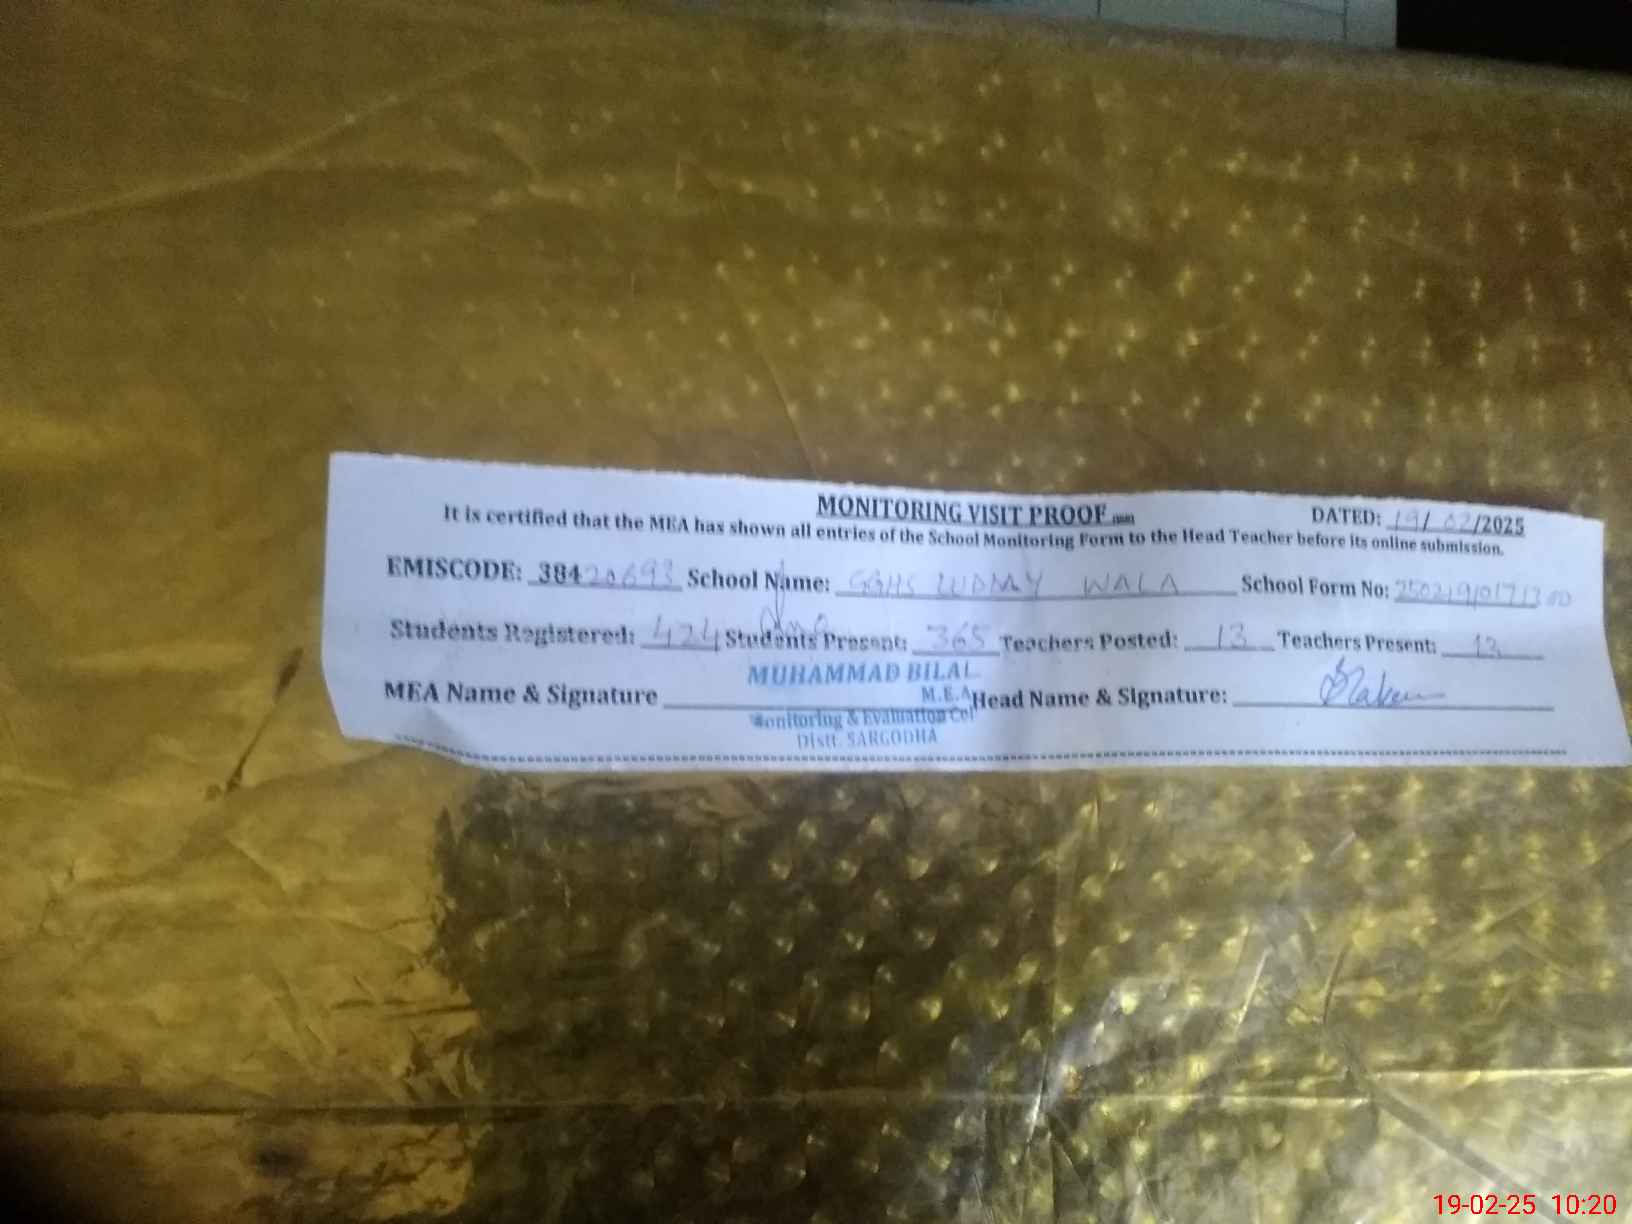 MONITORING VISIT PROOF DATED: 19/02/2025
It is certified that the MEA has shown all entries of the School Monitoring Form to the Head Teacher before its online submission.
EMISCODE: 38420693 School Name: GGHS LUDMY WALA School Form No:
Students Registered: 424 Students Present: 365 Teachers Posted: 13 Teachers Present: 13
MUHAMMAD BILAL
M.E.A
Monitoring & Evaluation Cel
Distt. SARGODHA
MEA Name & Signature Head Name & Signature:
19-02-25 10:20